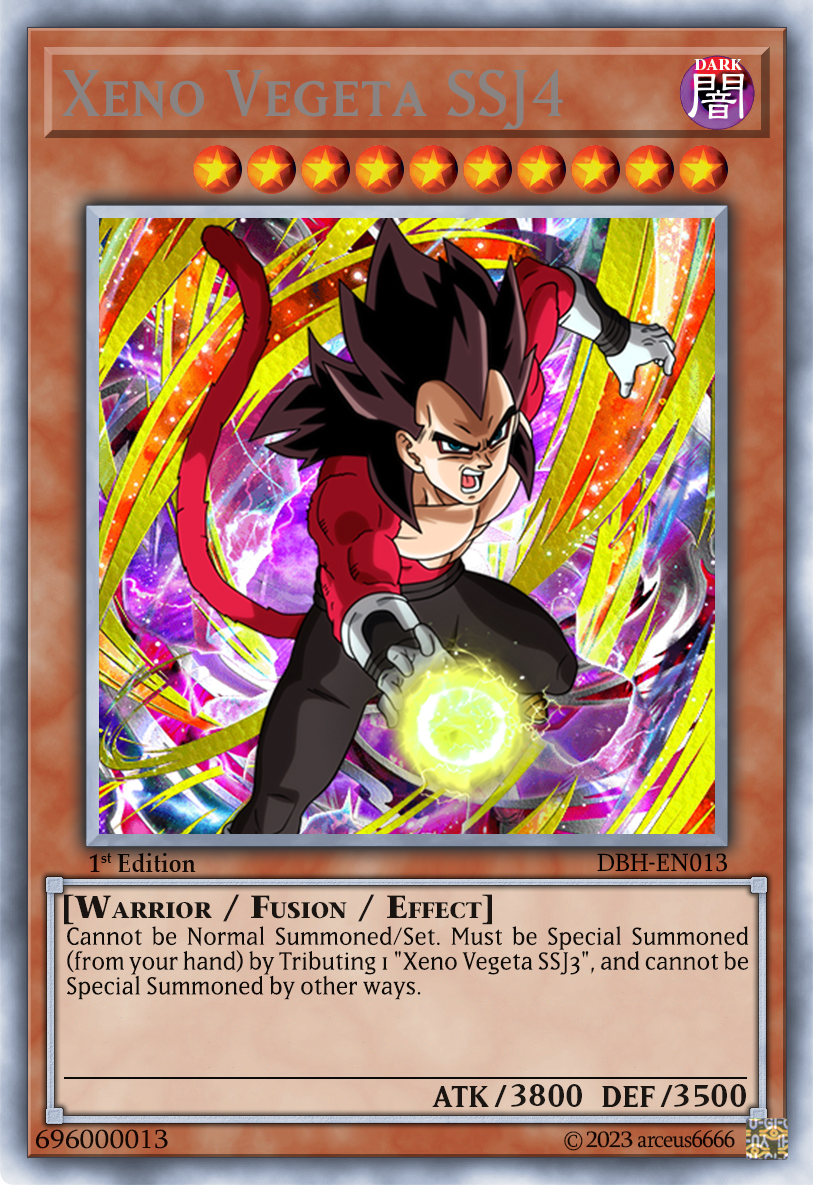 Xeno Vegeta SSJ4
DARK
闇
1st Edition
DBH-EN013
[Warrior / Fusion / Effect]
Cannot be Normal Summoned/Set. Must be Special Summoned
(from your hand) by Tributing 1 "Xeno Vegeta SSJ3", and cannot be
Special Summoned by other ways.
ATK/3800 DEF/3500
696000013
©2023 arceus6666